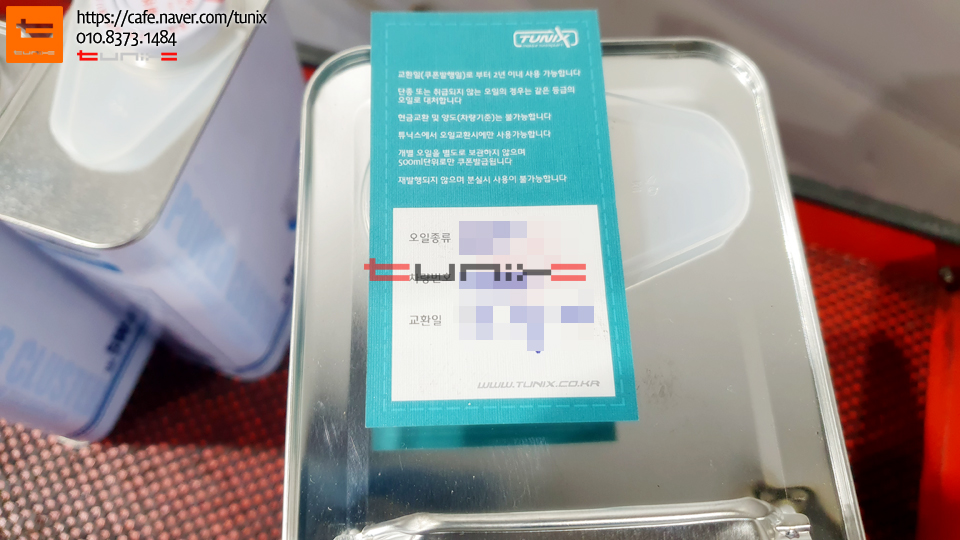 https://cafe.naver.com/tunix
010.8373.1484
tunix
TUNIX
교환일(쿠폰발행일)로 부터 2년 이내 사용 가능합니다
단종 또는 취급되지 않는 오일의 경우는 같은 등급의
오일로 대처합니다
현금교환 및 양도(차량기준)는 불가능합니다
튜닉스에서 오일교환시에만 사용가능합니다
개별 오일을 별도로 보관하지 않으며
500ml단위로만 쿠폰발급됩니다
재발행되지 않으며 분실시 사용이 불가능합니다
오일종류
tunix
차량번호
교환일
WWW.TUNIX.CO.KR